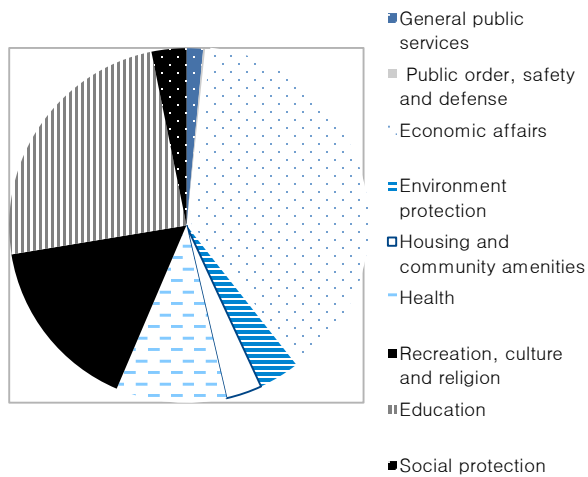 General public
services
Public order, safety
and defense
Economic affairs
Environment
protection
Housing and
community amenities
Health
Recreation, culture
and religion
Education
Social protection